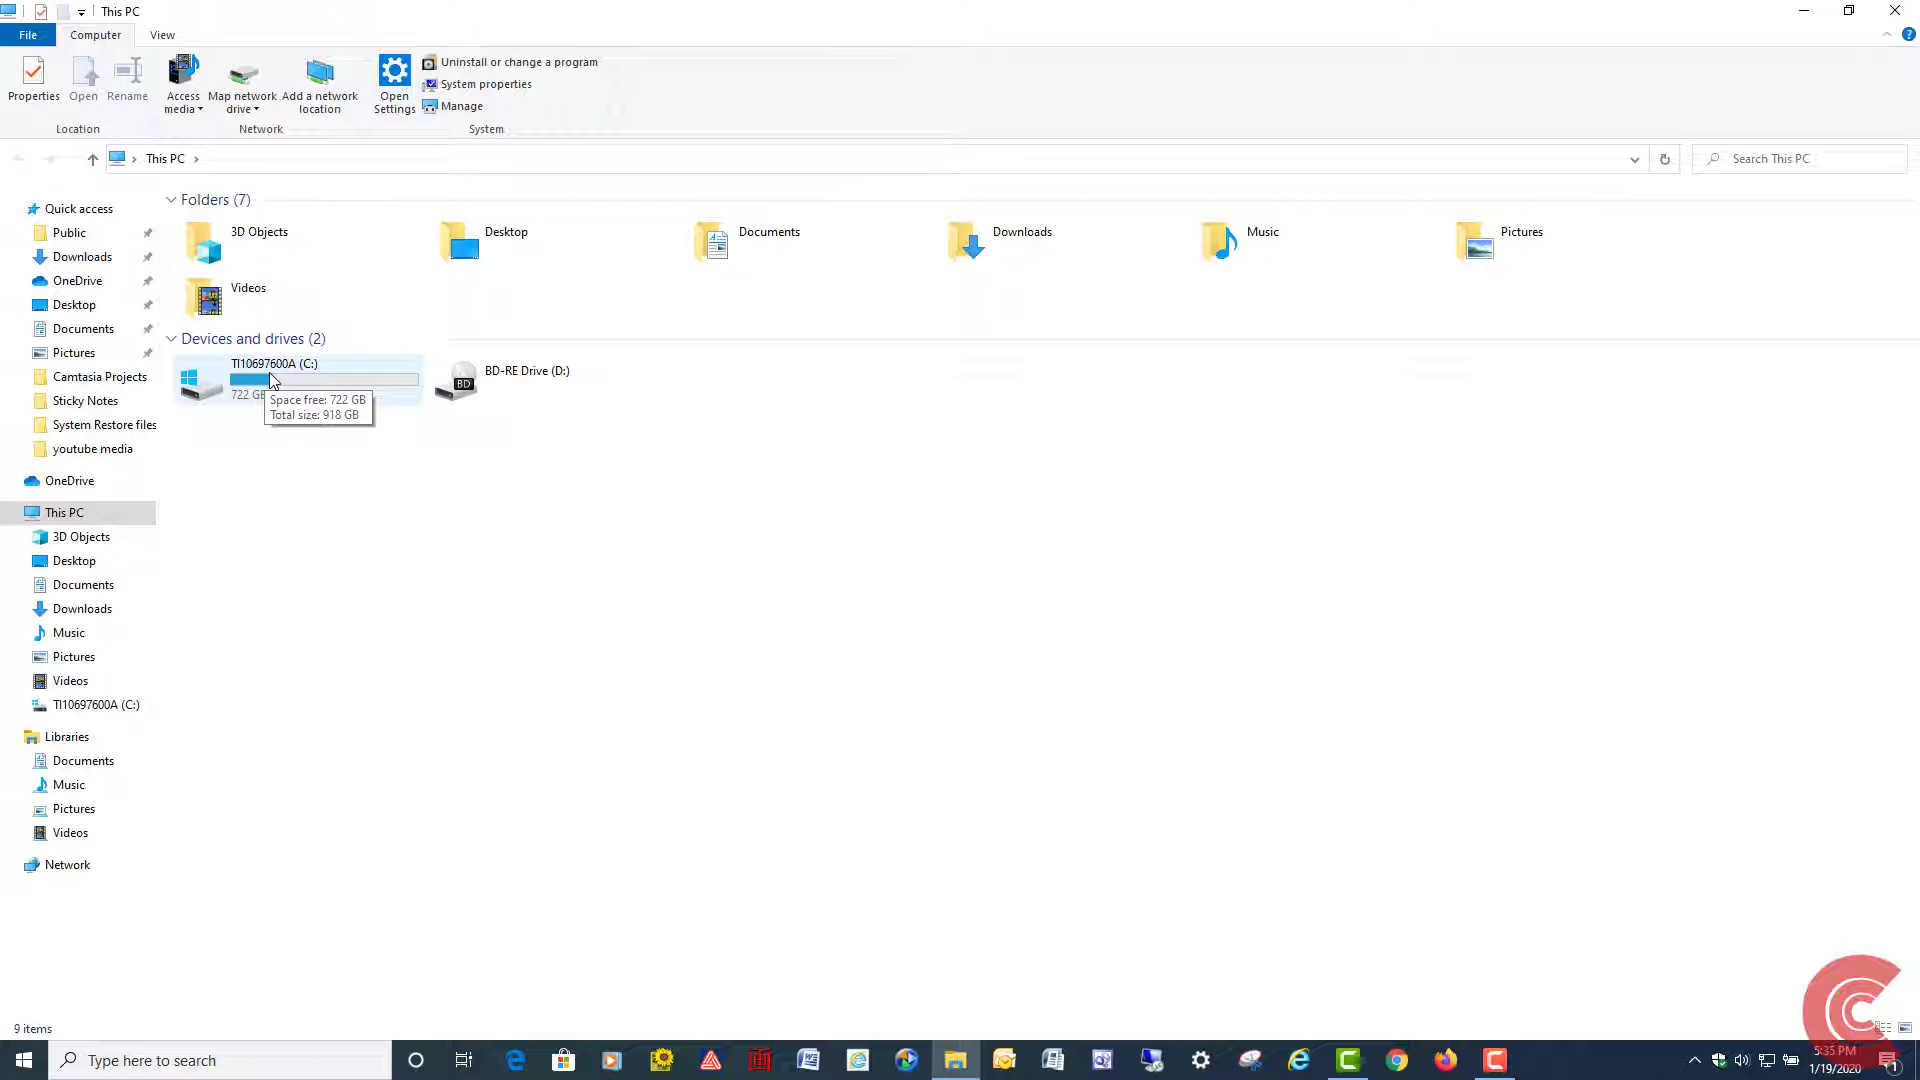 This PC
File Computer View
Properties Open Rename Access media Map network drive Add a network location Open Settings
Uninstall or change a program
System properties
Manage
Location Network System
This PC
Search This PC
Quick access
Public
Downloads
OneDrive
Desktop
Documents
Pictures
Camtasia Projects
Sticky Notes
System Restore files
youtube media
OneDrive
This PC
3D Objects
Desktop
Documents
Downloads
Music
Pictures
Videos
TI10697600A (C:)
Libraries
Documents
Music
Pictures
Videos
Network
Folders (7)
3D Objects
Desktop
Documents
Downloads
Music
Pictures
Videos
Devices and drives (2)
TI10697600A (C:)
722 GB
Space free: 722 GB
Total size: 918 GB
BD-RE Drive (D:)
BD
9 items
Type here to search
5:35 PM
1/19/2020
1